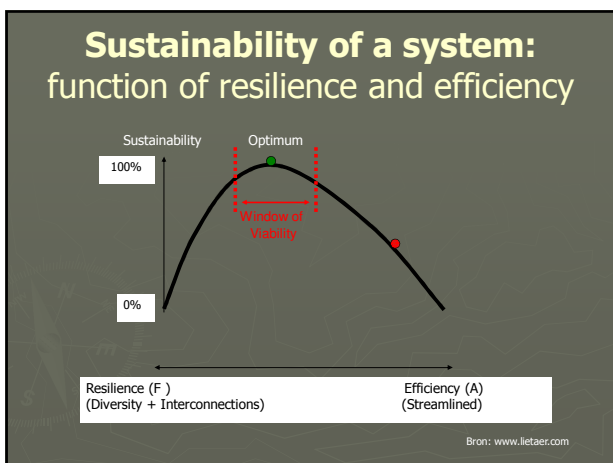 Sustainability of a system:
function of resilience and efficiency
Sustainability Optimum
100%
Window of
Viability
0%
Resilience (F ) Efficiency (A)
(Diversity + Interconnections) (Streamlined)
Bron: www.lietaer.com
N
m
S